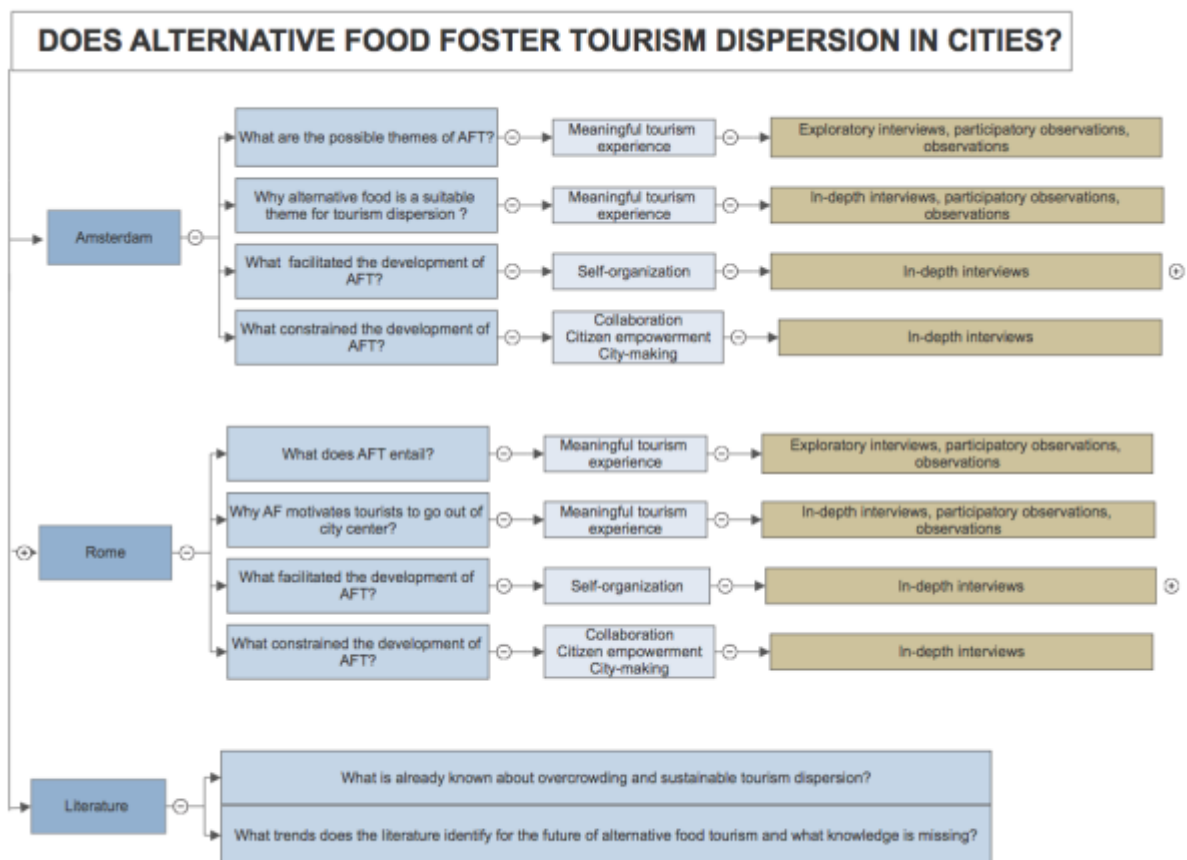 DOES ALTERNATIVE FOOD FOSTER TOURISM DISPERSION IN CITIES?
Amsterdam
What are the possible themes of AFT?
Meaningful tourism
experience
Exploratory interviews, participatory observations,
observations
Why alternative food is a suitable
theme for tourism dispersion ?
Meaningful tourism
experience
In-depth interviews, participatory observations,
observations
What facilitated the development of
AFT?
Self-organization
In-depth interviews
What constrained the development of
AFT?
Collaboration
Citizen empowerment
City-making
In-depth interviews
Rome
What does AFT entail?
Meaningful tourism
experience
Exploratory interviews, participatory observations,
observations
Why AF motivates tourists to go out of
city center?
Meaningful tourism
experience
In-depth interviews, participatory observations,
observations
What facilitated the development of
AFT?
Self-organization
In-depth interviews
What constrained the development of
AFT?
Collaboration
Citizen empowerment
City-making
In-depth interviews
Literature
What is already known about overcrowding and sustainable tourism dispersion?
What trends does the literature identify for the future of alternative food tourism and what knowledge is missing?